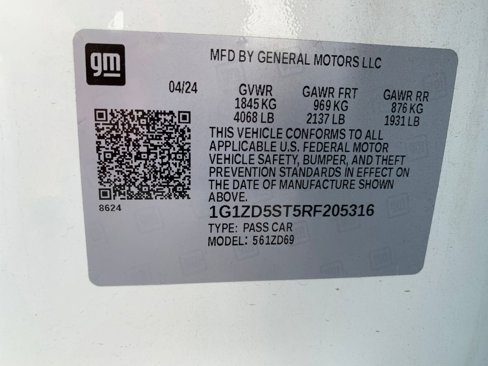 gm
MFD BY GENERAL MOTORS LLC
04/24 GVWR GAWR FRT GAWR RR
1845 KG 969 KG 876 KG
4068 LB 2137 LB 1931 LB
THIS VEHICLE CONFORMS TO ALL
APPLICABLE U.S. FEDERAL MOTOR
VEHICLE SAFETY, BUMPER, AND THEFT
PREVENTION STANDARDS IN EFFECT ON
THE DATE OF MANUFACTURE SHOWN
ABOVE.
8624
1G1ZD5ST5RF205316
TYPE: PASS CAR
MODEL: 561ZD69